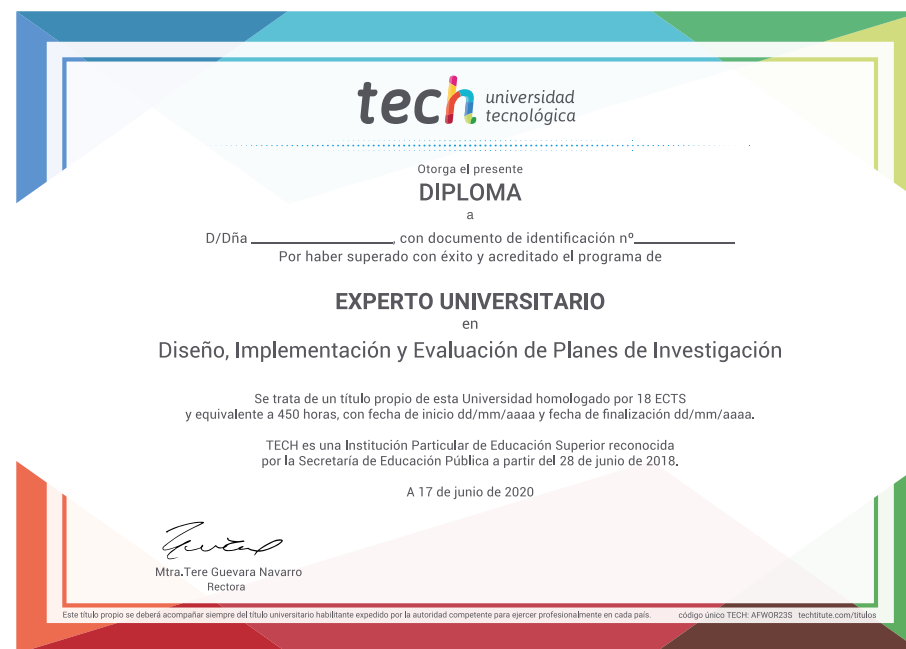 tech universidad
tecnológica
Otorga el presente
DIPLOMA
a
D/Dña ________________, con documento de identificación nº____________
Por haber superado con éxito y acreditado el programa de
EXPERTO UNIVERSITARIO
en
Diseño, Implementación y Evaluación de Planes de Investigación
Se trata de un título propio de esta Universidad homologado por 18 ECTS
y equivalente a 450 horas, con fecha de inicio dd/mm/aaaa y fecha de finalización dd/mm/aaaa.
TECH es una Institución Particular de Educación Superior reconocida
por la Secretaría de Educación Pública a partir del 28 de junio de 2018.
A 17 de junio de 2020
Mtra.Tere Guevara Navarro
Rectora
Este título propio se deberá acompañar siempre del título universitario habilitante expedido por la autoridad competente para ejercer profesionalmente en cada país. código único TECH: AFWOR23S techtitute.com/titulos